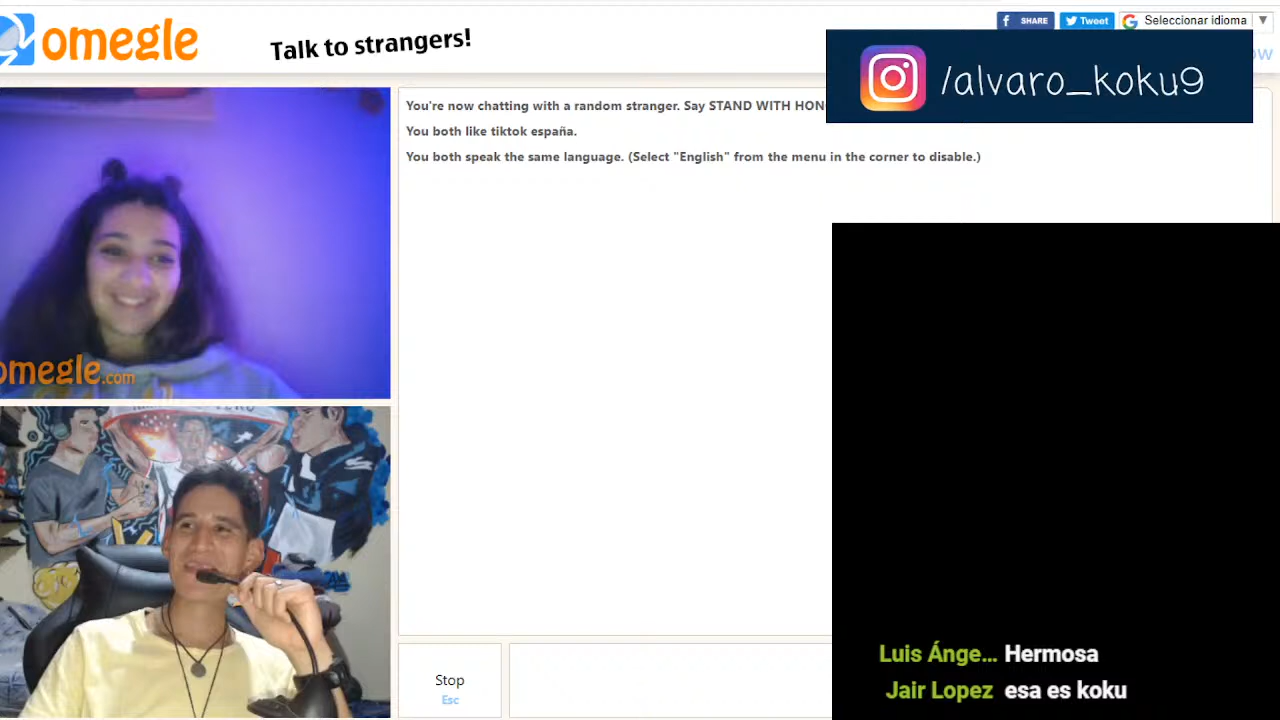 omegle
Talk to strangers!
SHARE
Tweet
Seleccionar idioma
/alvaro_koku9
You're now chatting with a random stranger. Say STAND WITH
You both like tiktok españa.
You both speak the same language. (Select "English" from the menu in the corner to disable.)
omegle.com
Stop
Esc
Luis Ánge... Hermosa
Jair Lopez esa es koku